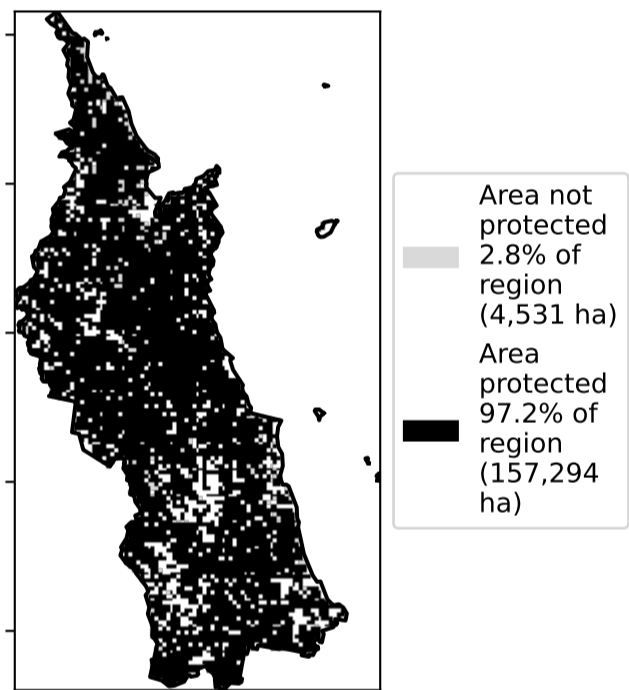 Area not
protected
2.8% of
region
(4,531 ha)
Area
protected
97.2% of
region
(157,294
ha)